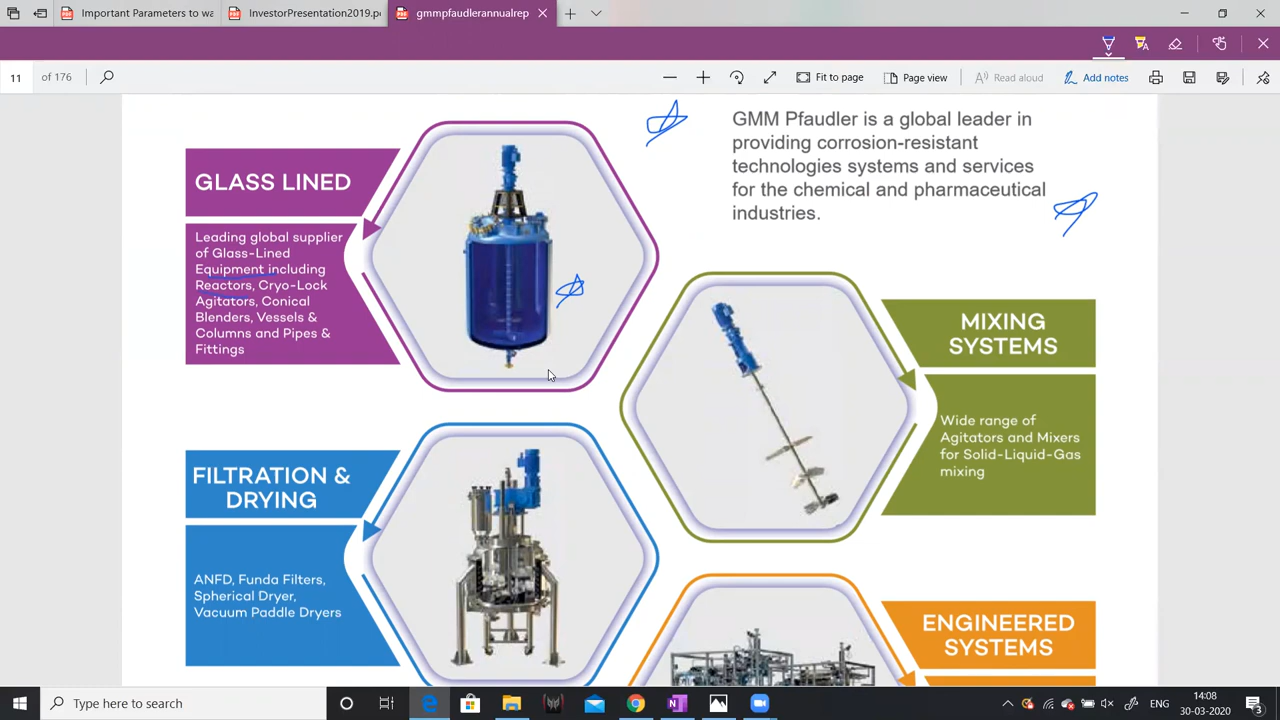 Important Parameters to wa
InvestorPresentation2019.p
gmmpfaudlerannualrep
11
of 176
Fit to page
Page view
Read aloud
Add notes
GMM Pfaudler is a global leader in
providing corrosion-resistant
technologies systems and services
for the chemical and pharmaceutical
industries.
GLASS LINED
Leading global supplier
of Glass-Lined
Equipment including
Reactors, Cryo-Lock
Agitators, Conical
Blenders, Vessels &
Columns and Pipes &
Fittings
MIXING
SYSTEMS
Wide range of
Agitators and Mixers
for Solid-Liquid-Gas
mixing
FILTRATION &
DRYING
ANFD, Funda Filters,
Spherical Dryer,
Vacuum Paddle Dryers
ENGINEERED
SYSTEMS
Type here to search
ENG
14:08
30-03-2020
3